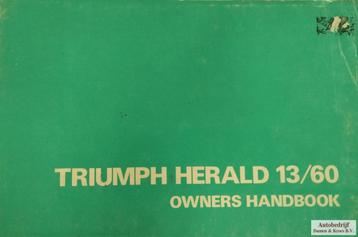 TRIUMPH HERALD 13/60
OWNERS HANDBOOK
Autobedrijf
Damen & Kroes B.V.